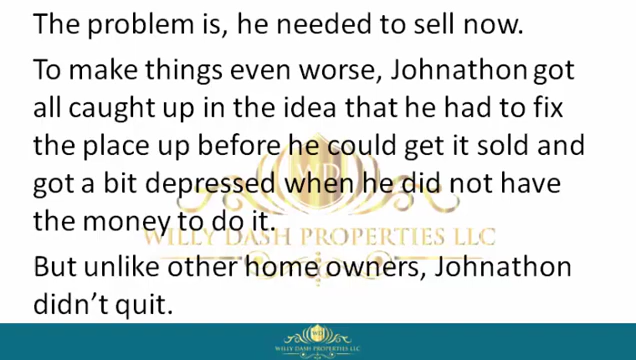 The problem is, he needed to sell now.
To make things even worse, Johnathon got
all caught up in the idea that he had to fix
the place up before he could get it sold and
got a bit depressed when he did not have
the money to do it.
WILLY DASH PROPERTIES LLC
But unlike other home owners, Johnathon
didn’t quit.
WILLY DASH PROPERTIES LLC